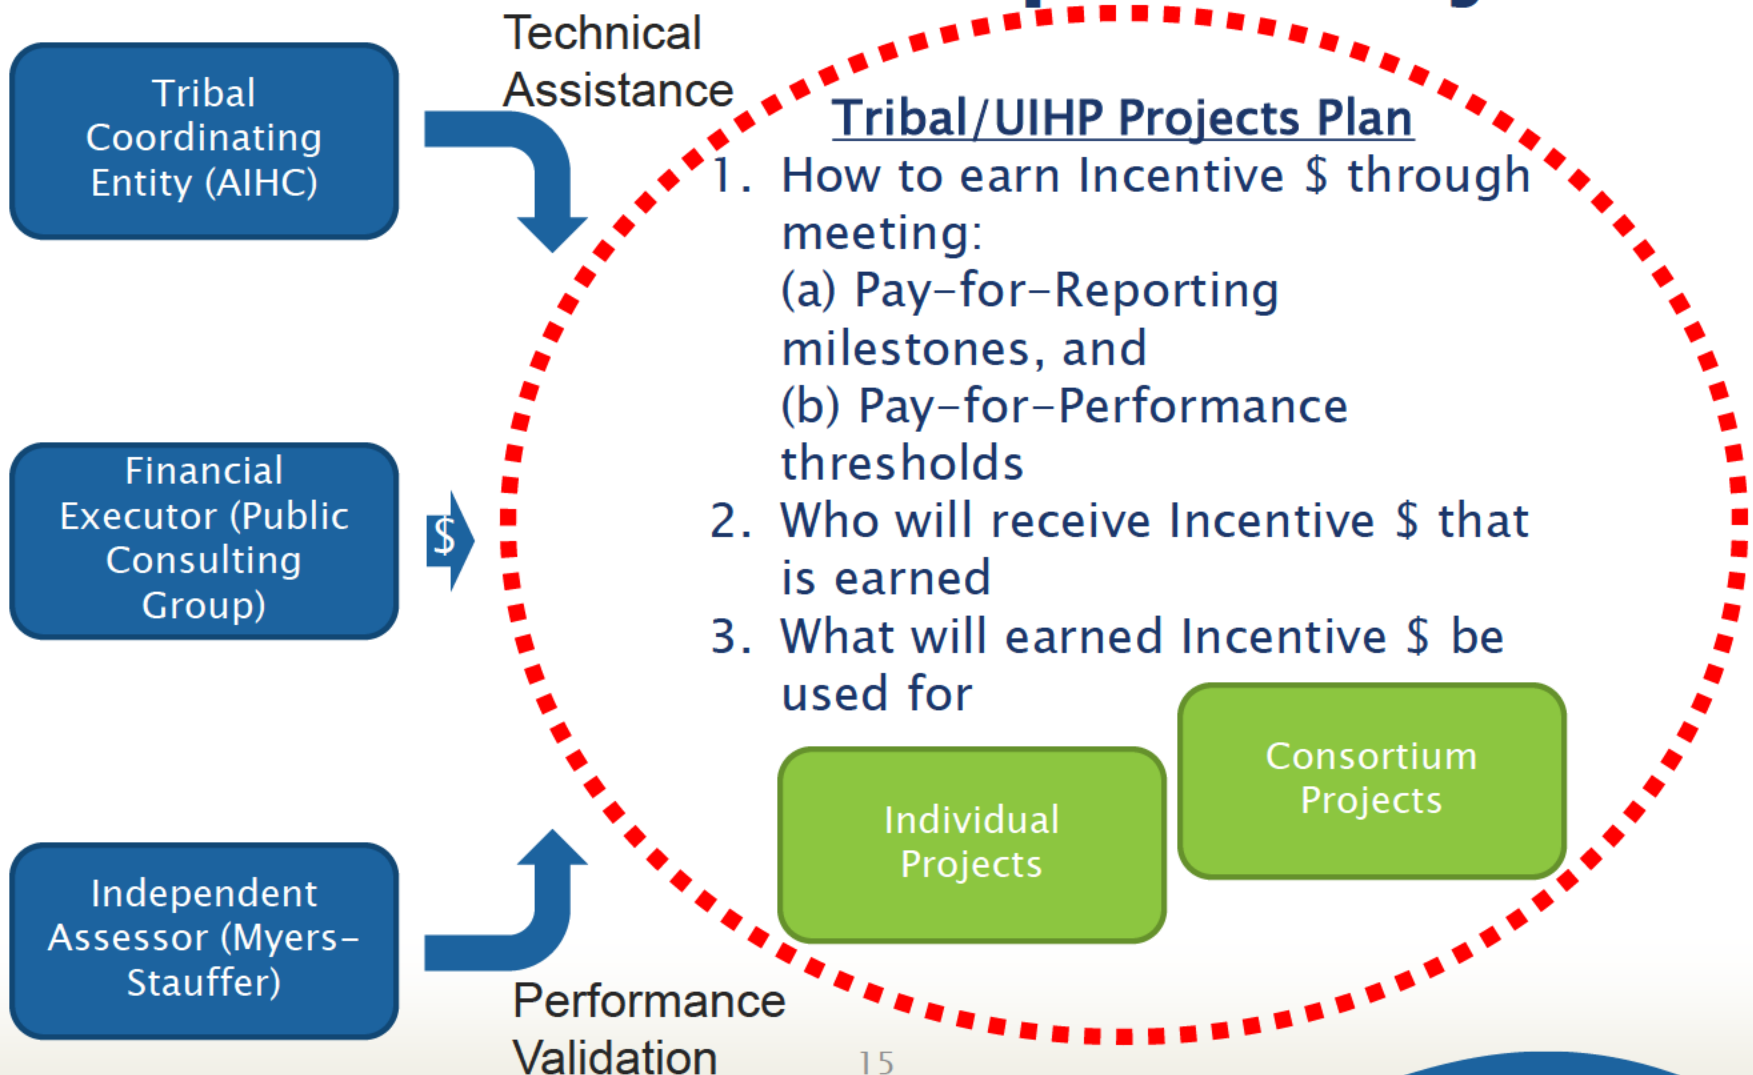 Technical
Assistance
Tribal
Coordinating
Entity (AIHC)
Tribal/UIHP Projects Plan
1. How to earn Incentive $ through
meeting:
(a) Pay-for-Reporting
milestones, and
(b) Pay-for-Performance
thresholds
2. Who will receive Incentive $ that
is earned
3. What will earned Incentive $ be
used for
Financial
Executor (Public
Consulting
Group)
$
Individual
Projects
Consortium
Projects
Independent
Assessor (Myers-
Stauffer)
Performance
Validation
15